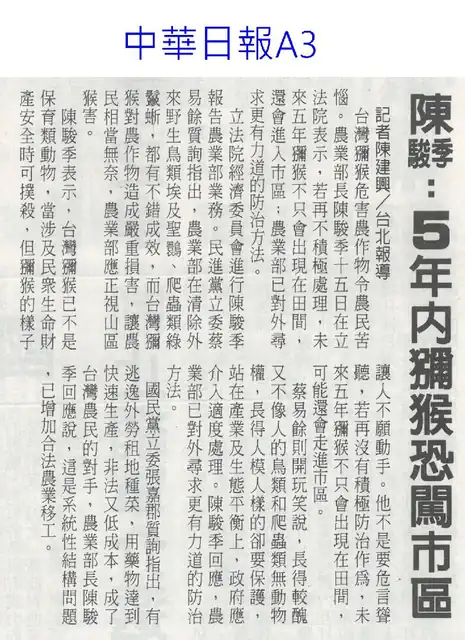 中華日報A3
陳駿季：5年內獼猴恐闖市區
記者陳建興／台北報導
台灣獼猴危害農作物令農民苦
惱。農業部長陳駿季十五日在立
法院表示，若再不積極處理，未
來五年獼猴不只會出現在田間，
還會進入市區；農業部已對外尋
求更有力道的防治方法。
立法院經濟委員會進行陳駿季
報告農業部業務。民進黨立委蔡
易餘質詢指出，農業部在清除外
來野生鳥類埃及聖䴉、爬蟲類綠
鬣蜥，都有不錯成效，而台灣獼
猴對農作物造成嚴重損害，讓農
民相當無奈，農業部應正視山區
猴害。
陳駿季表示，台灣獼猴已不是
保育類動物，當涉及民眾生命財
產安全時可撲殺，但獼猴的樣子
讓人不願動手。他不是要危言聳
聽，若再沒有積極防治作為，未
來五年獼猴不只會出現在田間，
可能還會走進市區。
蔡易餘則開玩笑說，長得較醜
又不像人的鳥類和爬蟲類無動物
權，長得人模人樣的卻要保護，
站在產業及生態平衡上，政府應
介入適度處理。陳駿季回應，農
業部已對外尋求更有力道的防治
方法。
國民黨立委張嘉郡質詢指出，有
逃逸外勞租地種菜，用藥物達到
快速生產，非法又低成本，成了
台灣農民的對手，農業部長陳駿
季回應說，這是系統性結構問題
，已增加合法農業移工。